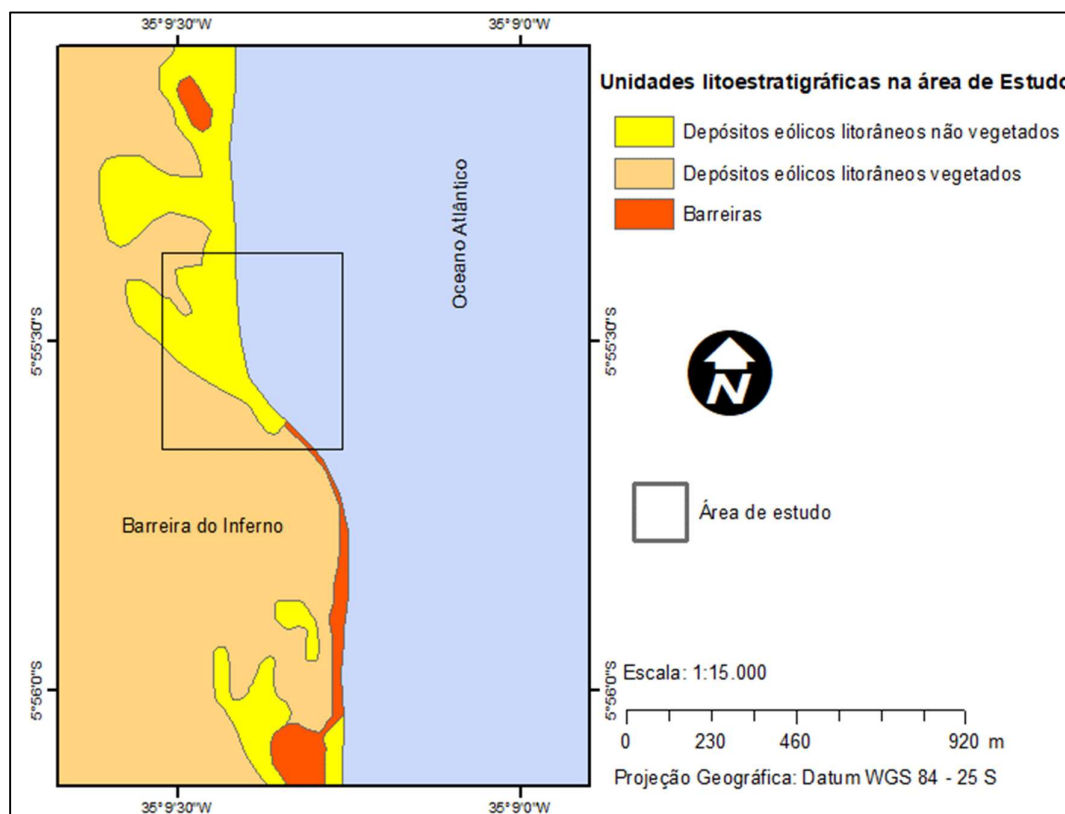 35°9'30"W
35°9'0"W
Unidades litoestratigráficas na área de Estudo
Depósitos eólicos litorâneos não vegetados
Depósitos eólicos litorâneos vegetados
Barreiras
Oceano Atlântico
5°55'30"S
5°55'30"S
N
Área de estudo
Barreira do Inferno
5°56'0"S
5°56'0"S
Escala: 1:15.000
0 230 460 920 m
Projeção Geográfica: Datum WGS 84 - 25 S
35°9'30"W
35°9'0"W